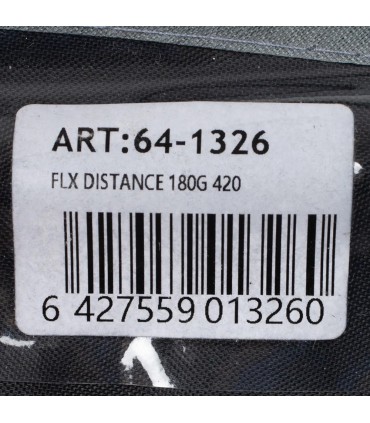 ART:64-1326
FLX DISTANCE 180G 420
6 427559 013260